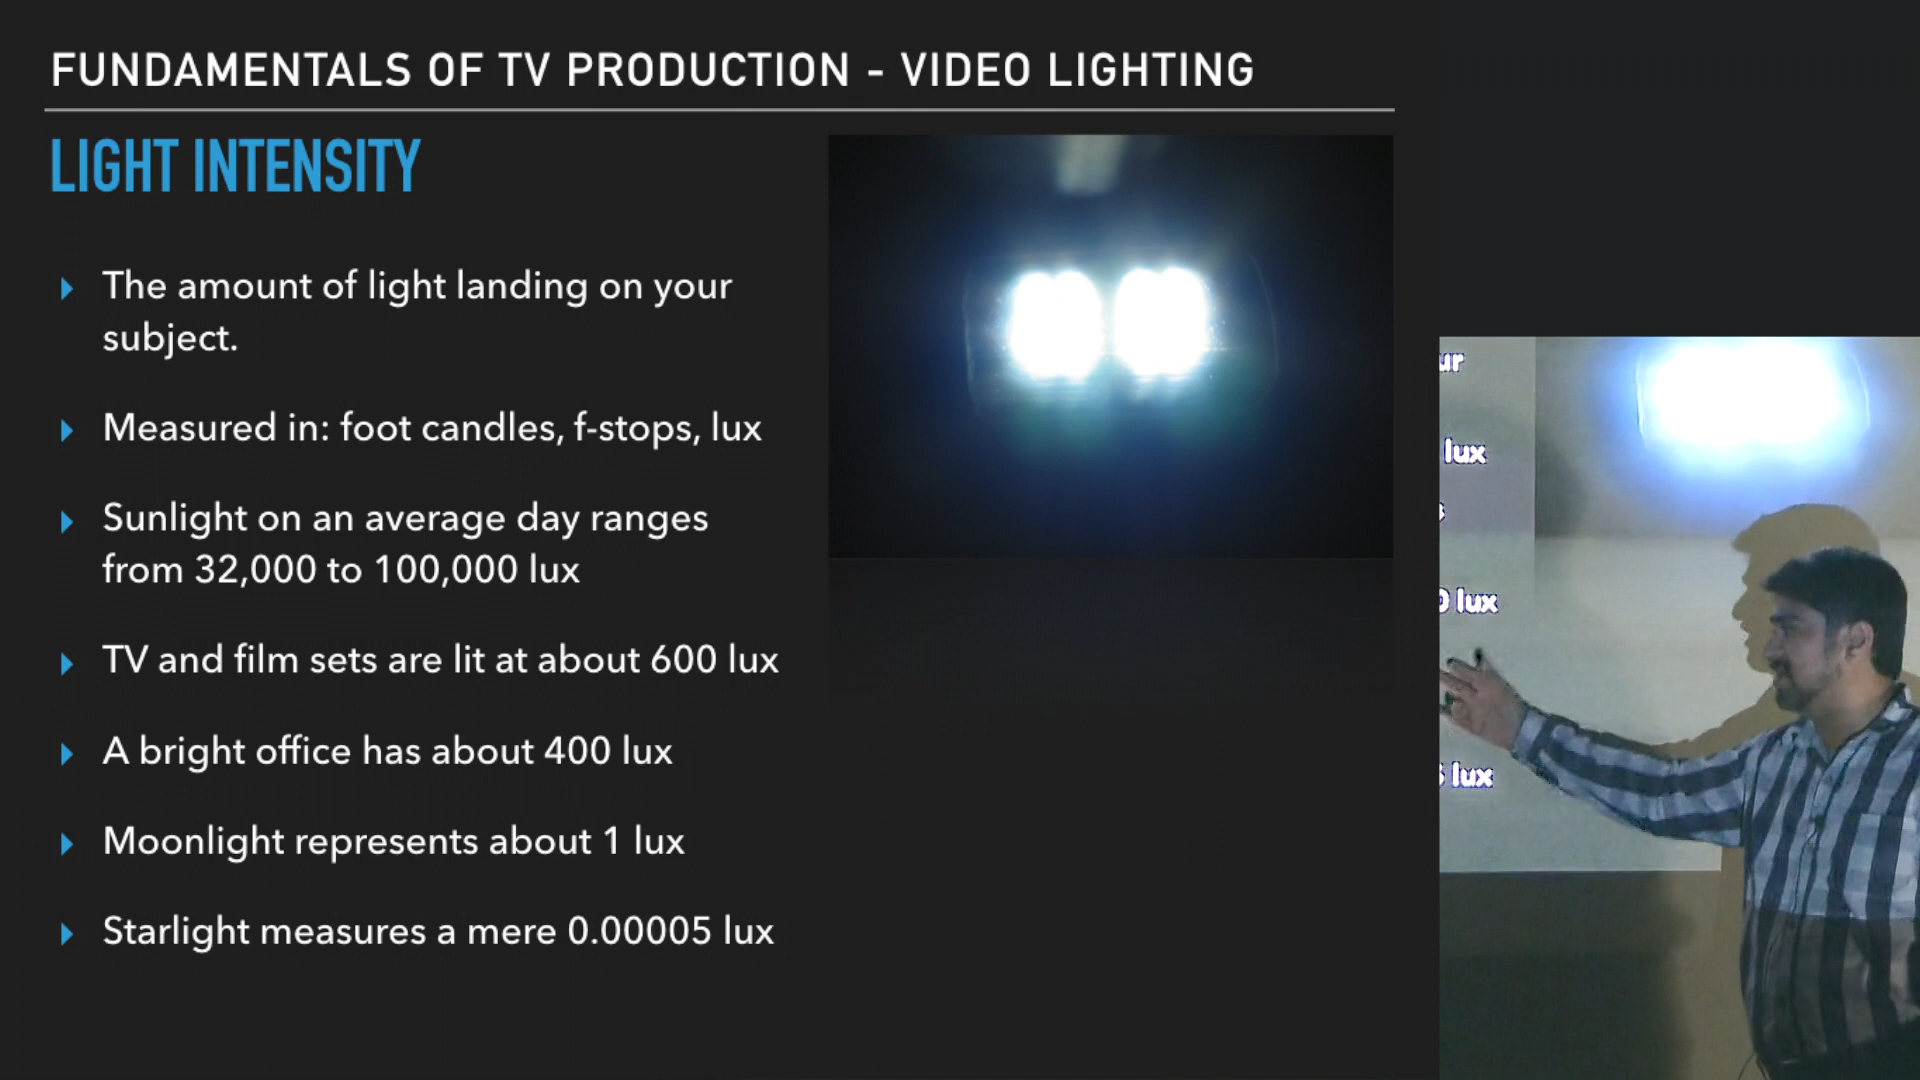 FUNDAMENTALS OF TV PRODUCTION - VIDEO LIGHTING
LIGHT INTENSITY
The amount of light landing on your
subject.
Measured in: foot candles, f-stops, lux
Sunlight on an average day ranges
from 32,000 to 100,000 lux
TV and film sets are lit at about 600 lux
A bright office has about 400 lux
Moonlight represents about 1 lux
Starlight measures a mere 0.00005 lux
ur
lux
0 lux
5 lux